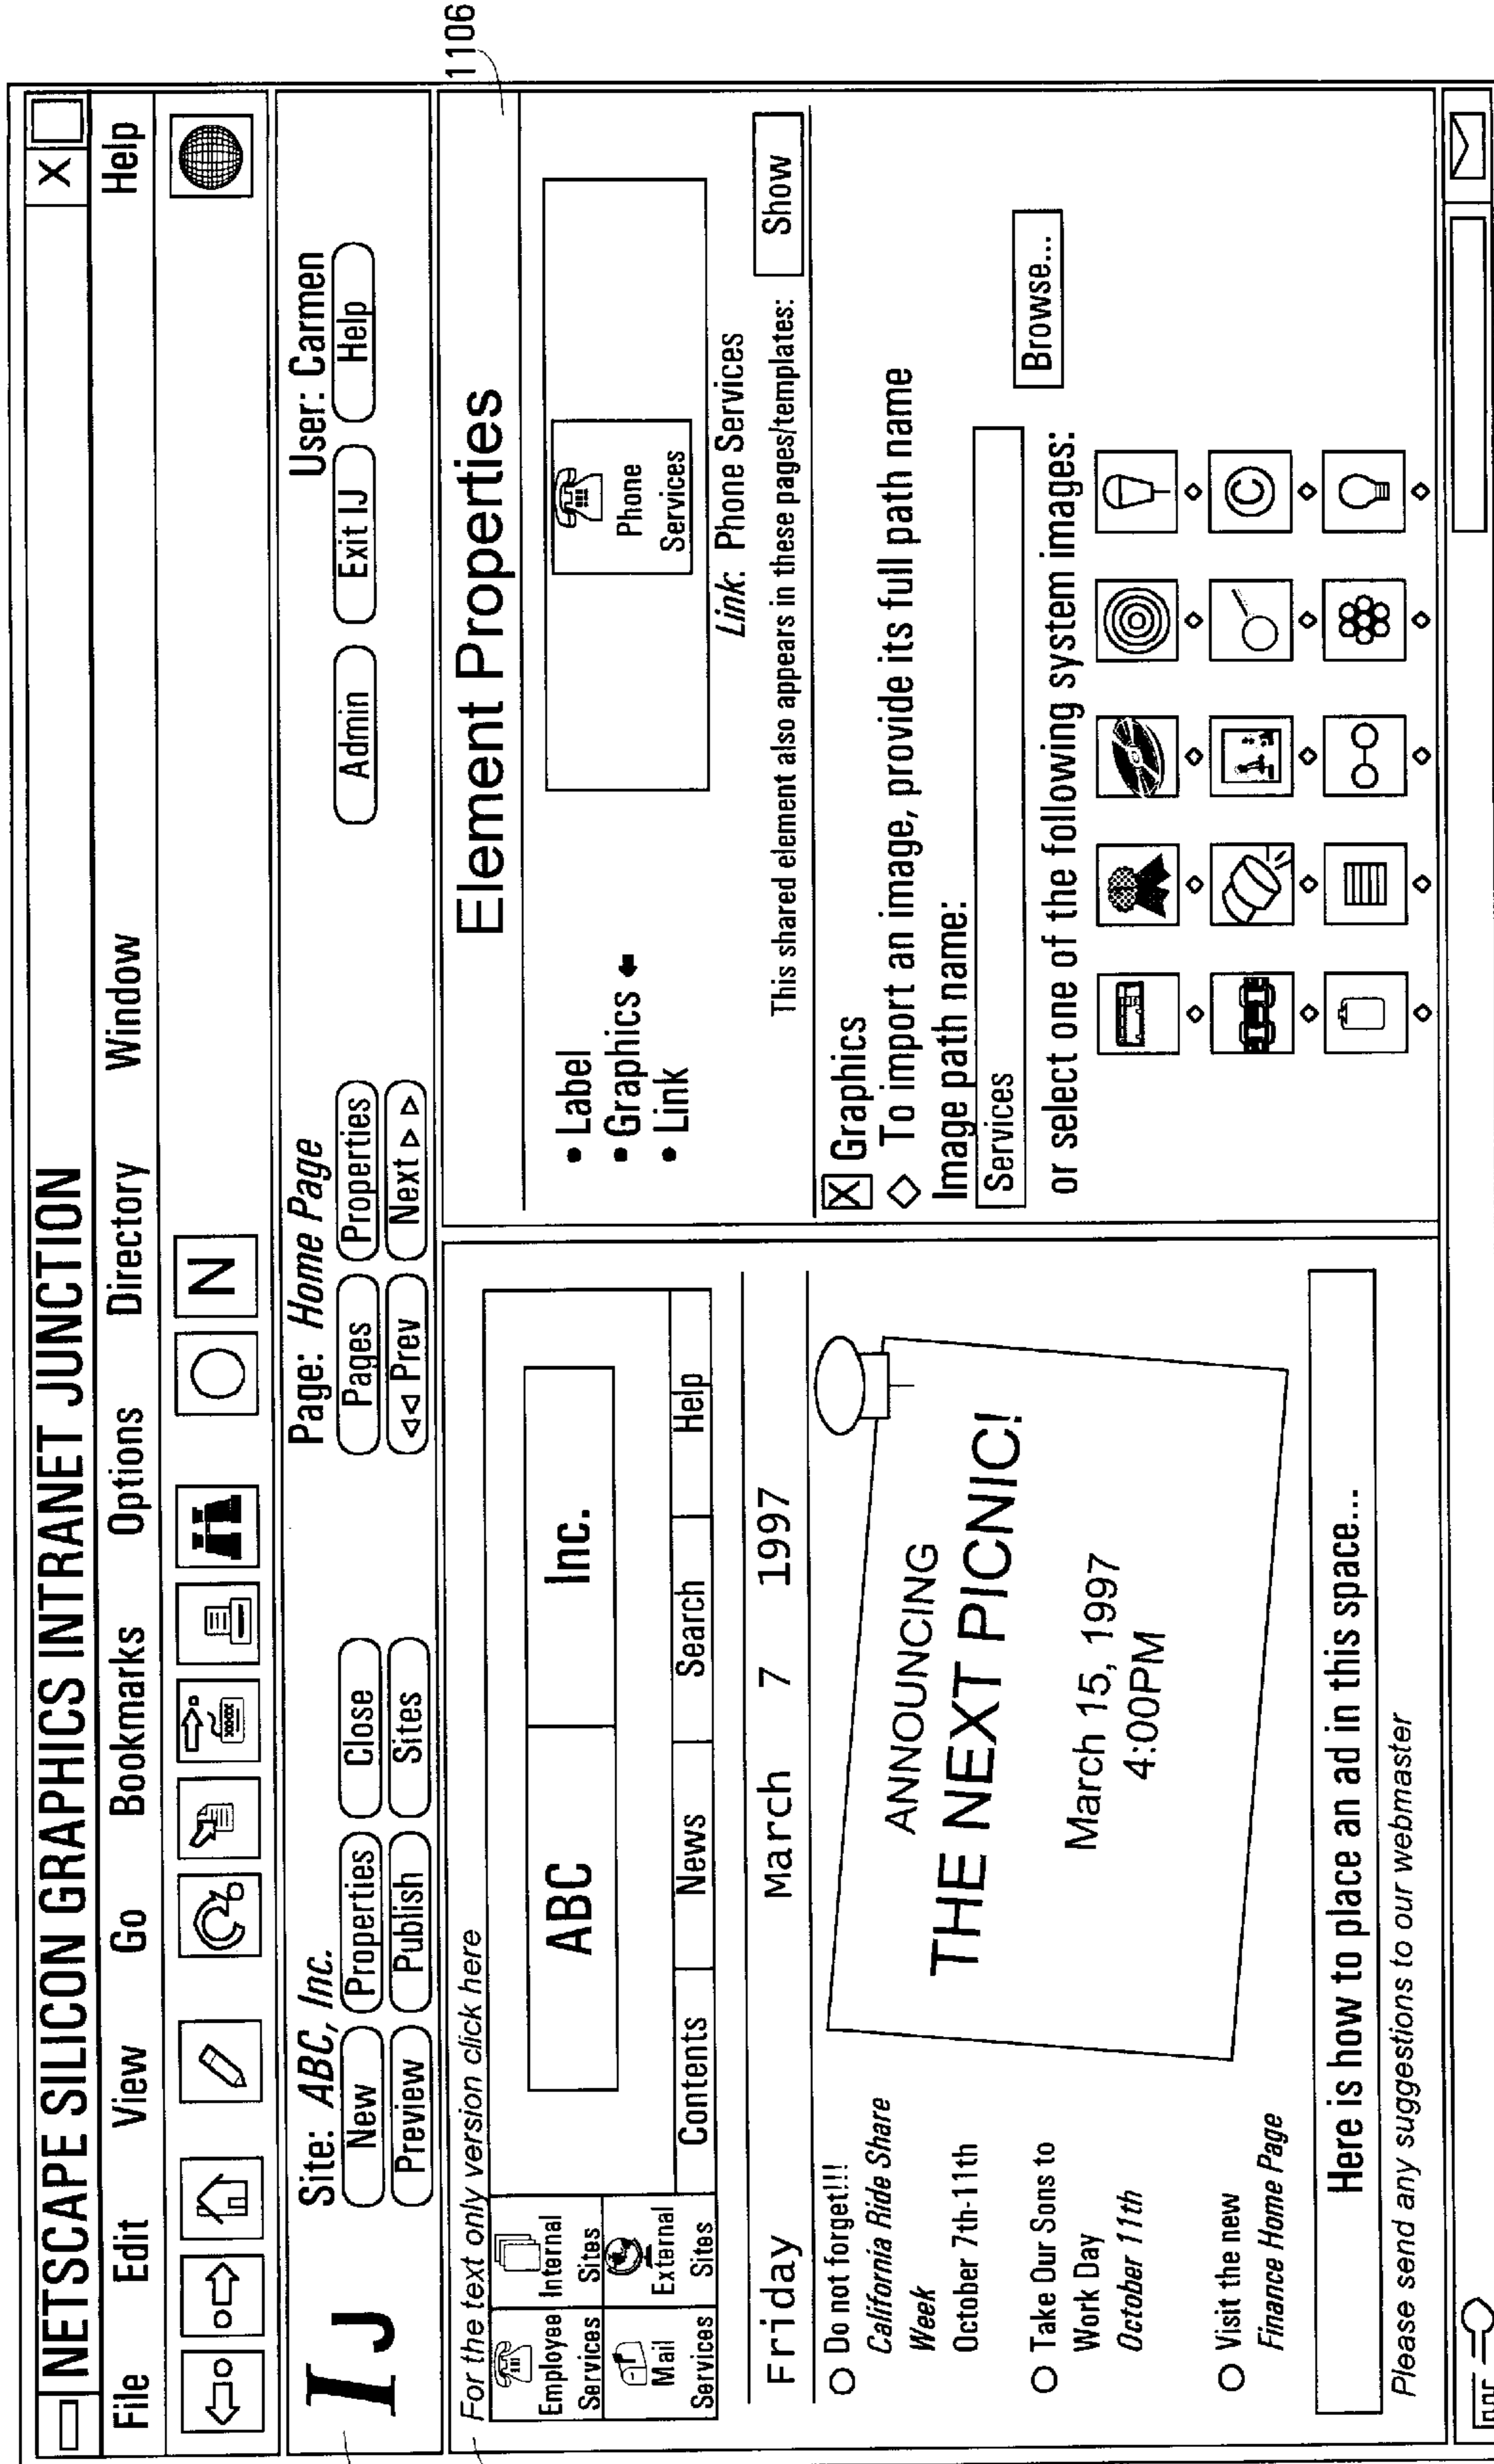 NETSCAPE SILICON GRAPHICS INTRANET JUNCTION X
File Edit View Go Bookmarks Options Directory Window Help
N
IJ
Site: ABC, Inc. Page: Home Page User: Carmen
New Properties Close Pages Properties Admin Exit IJ Help
Preview Publish Sites ◁◁ Prev Next ▷▷
1106
For the text only version click here
Employee Services
Internal Sites
Mail Services
External Sites
ABC Inc.
Contents News Search Help
Friday March 7 1997
Do not forget!!!
California Ride Share
Week
October 7th-11th
Take Our Sons to
Work Day
October 11th
Visit the new
Finance Home Page
ANNOUNCING
THE NEXT PICNIC!
March 15, 1997
4:00PM
Here is how to place an ad in this space...
Please send any suggestions to our webmaster
Element Properties
• Label
• Graphics
• Link
Phone
Services
Link: Phone Services
This shared element also appears in these pages/templates: Show
X Graphics
To import an image, provide its full path name
Image path name:
Services Browse...
or select one of the following system images:
©